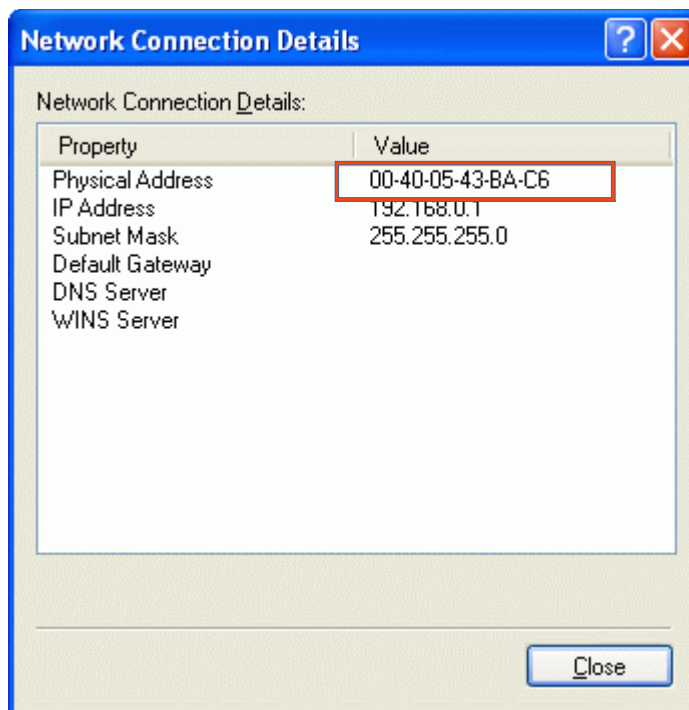 Network Connection Details
Network Connection Details:
Property Value
Physical Address 00-40-05-43-BA-C6
IP Address 192.168.0.1
Subnet Mask 255.255.255.0
Default Gateway
DNS Server
WINS Server
Close